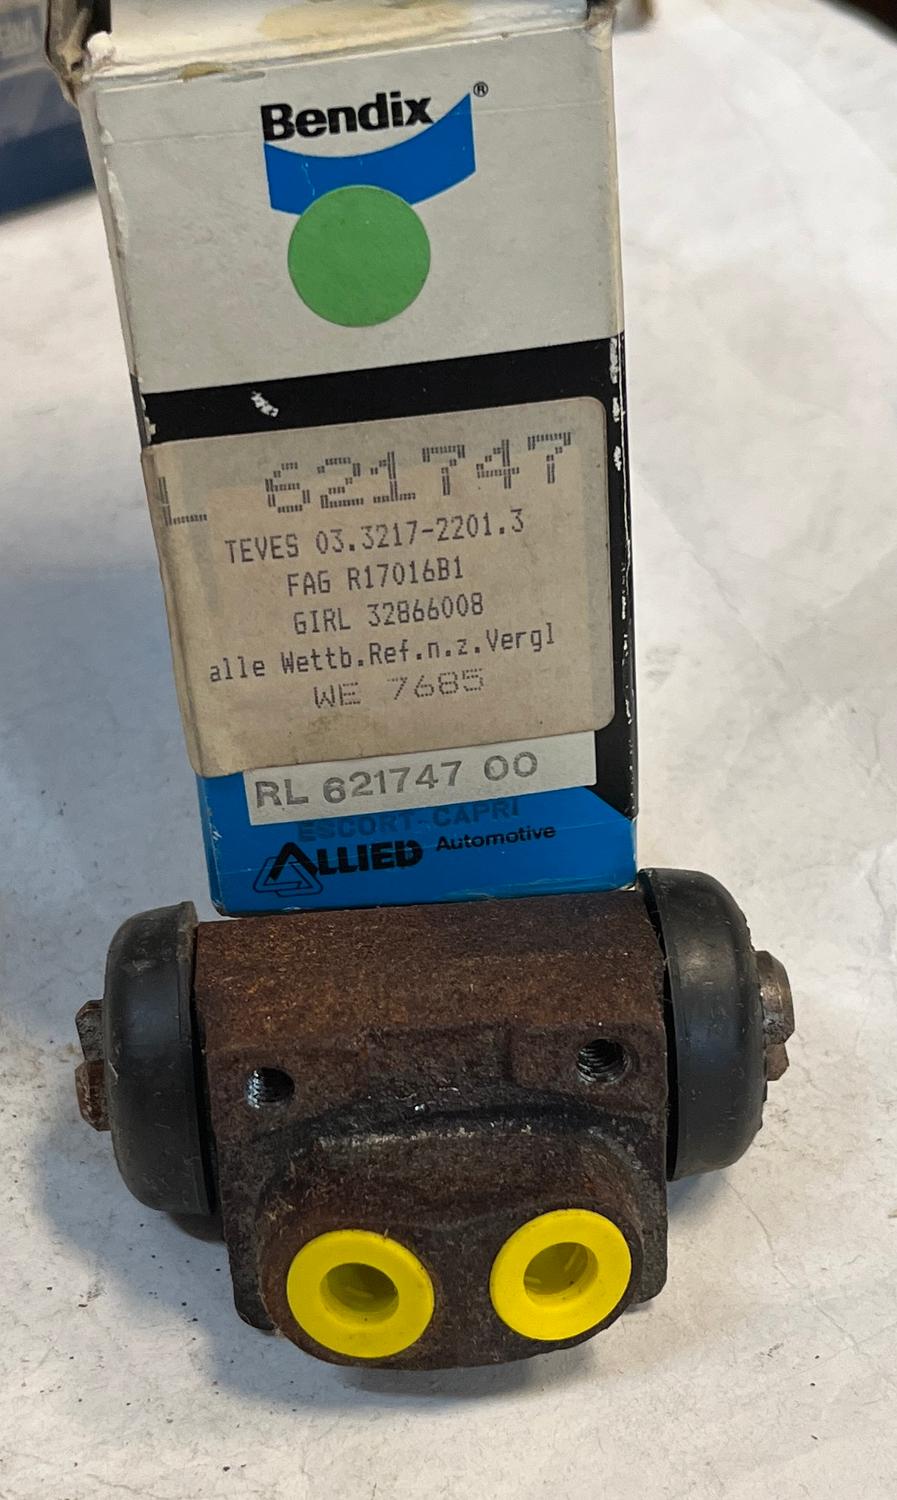 Bendix®
L 621747
TEVES 03.3217-2201.3
FAG R17016B1
GIRL 32866008
alle Wettb.Ref.n.z.Vergl
WE 7685
RL 621747 00
ESCORT-CAPRI
ALLIED Automotive